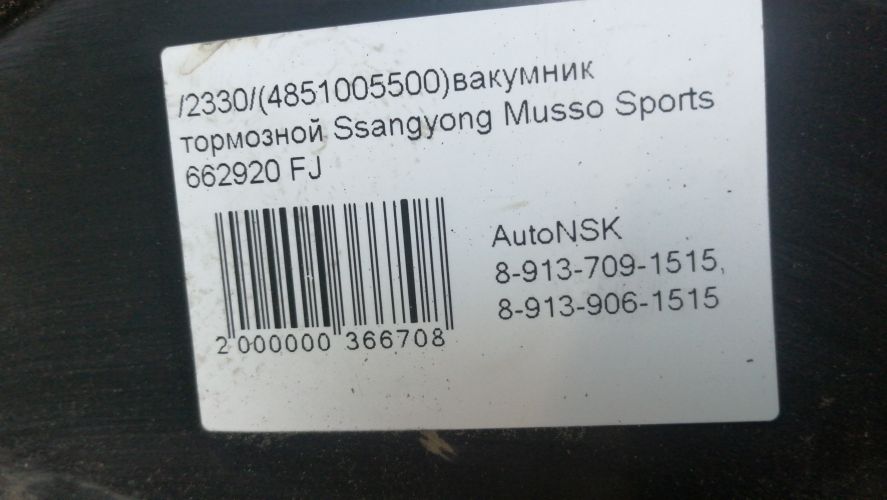 /2330/(4851005500)вакумник
тормозной Ssangyong Musso Sports
662920 FJ
AutoNSK
8-913-709-1515,
8-913-906-1515
2 000000 366708